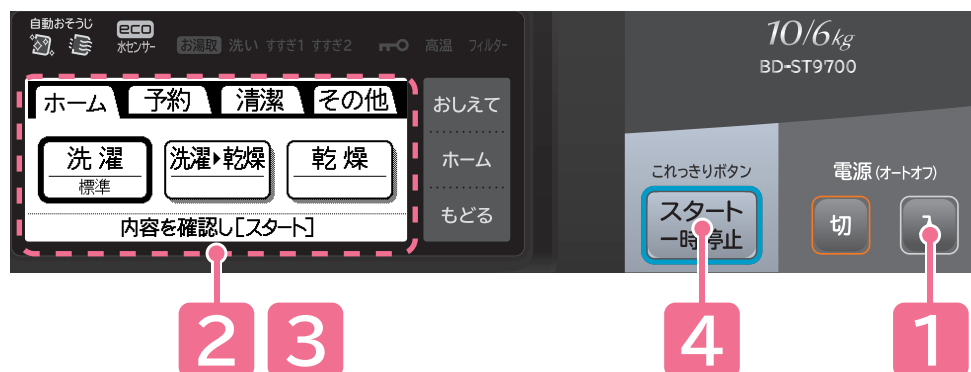 自動おそうじ
eco
水センサー
お湯取 洗い すすぎ1 すすぎ2
高温 フィルター
ホーム 予約 清潔 その他
洗濯
標準
洗濯▶乾燥
乾燥
内容を確認し[スタート]
おしえて
ホーム
もどる
10/6kg
BD-ST9700
これっきりボタン
スタート
一時停止
電源(オートオフ)
切
入
2
3
4
1